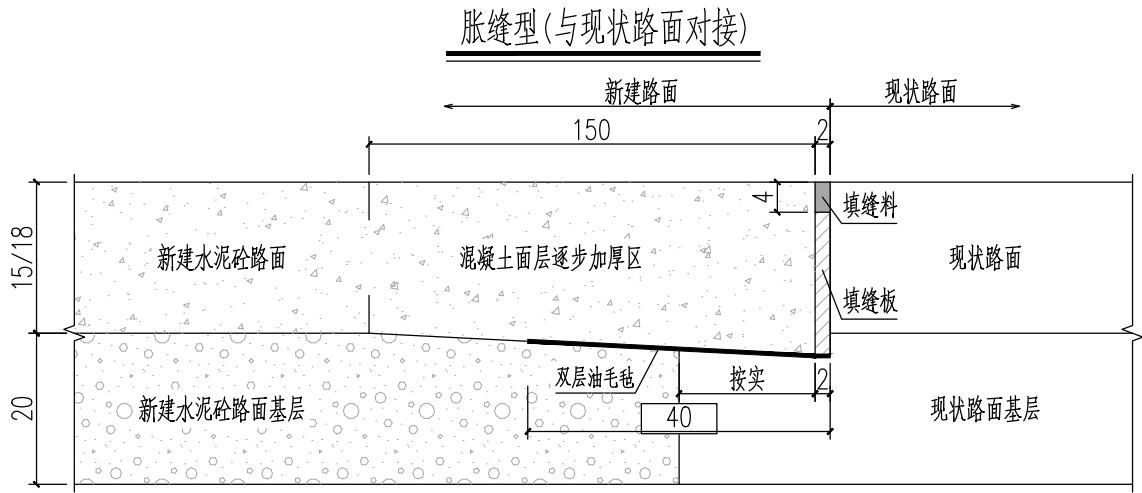 胀缝型(与现状路面对接)
新建路面
现状路面
150
2
4
填缝料
15/18
新建水泥砼路面
混凝土面层逐步加厚区
现状路面
填缝板
双层油毛毡
按实
2
20
新建水泥砼路面基层
40
现状路面基层